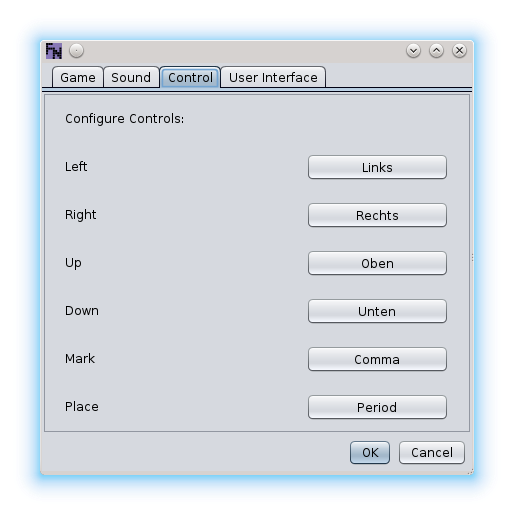 FN
Game Sound Control User Interface
Configure Controls:
Left Links
Right Rechts
Up Oben
Down Unten
Mark Comma
Place Period
OK Cancel